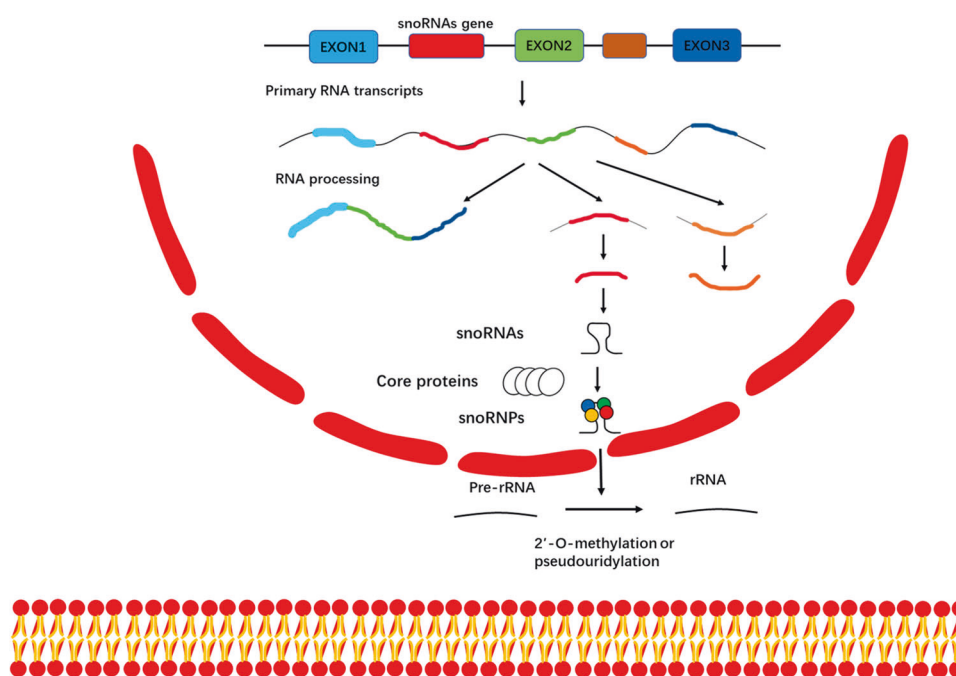 snoRNAs gene
EXON1
EXON2
EXON3
Primary RNA transcripts
RNA processing
snoRNAs
Core proteins
snoRNPs
Pre-rRNA
rRNA
2′-O-methylation or
pseudouridylation